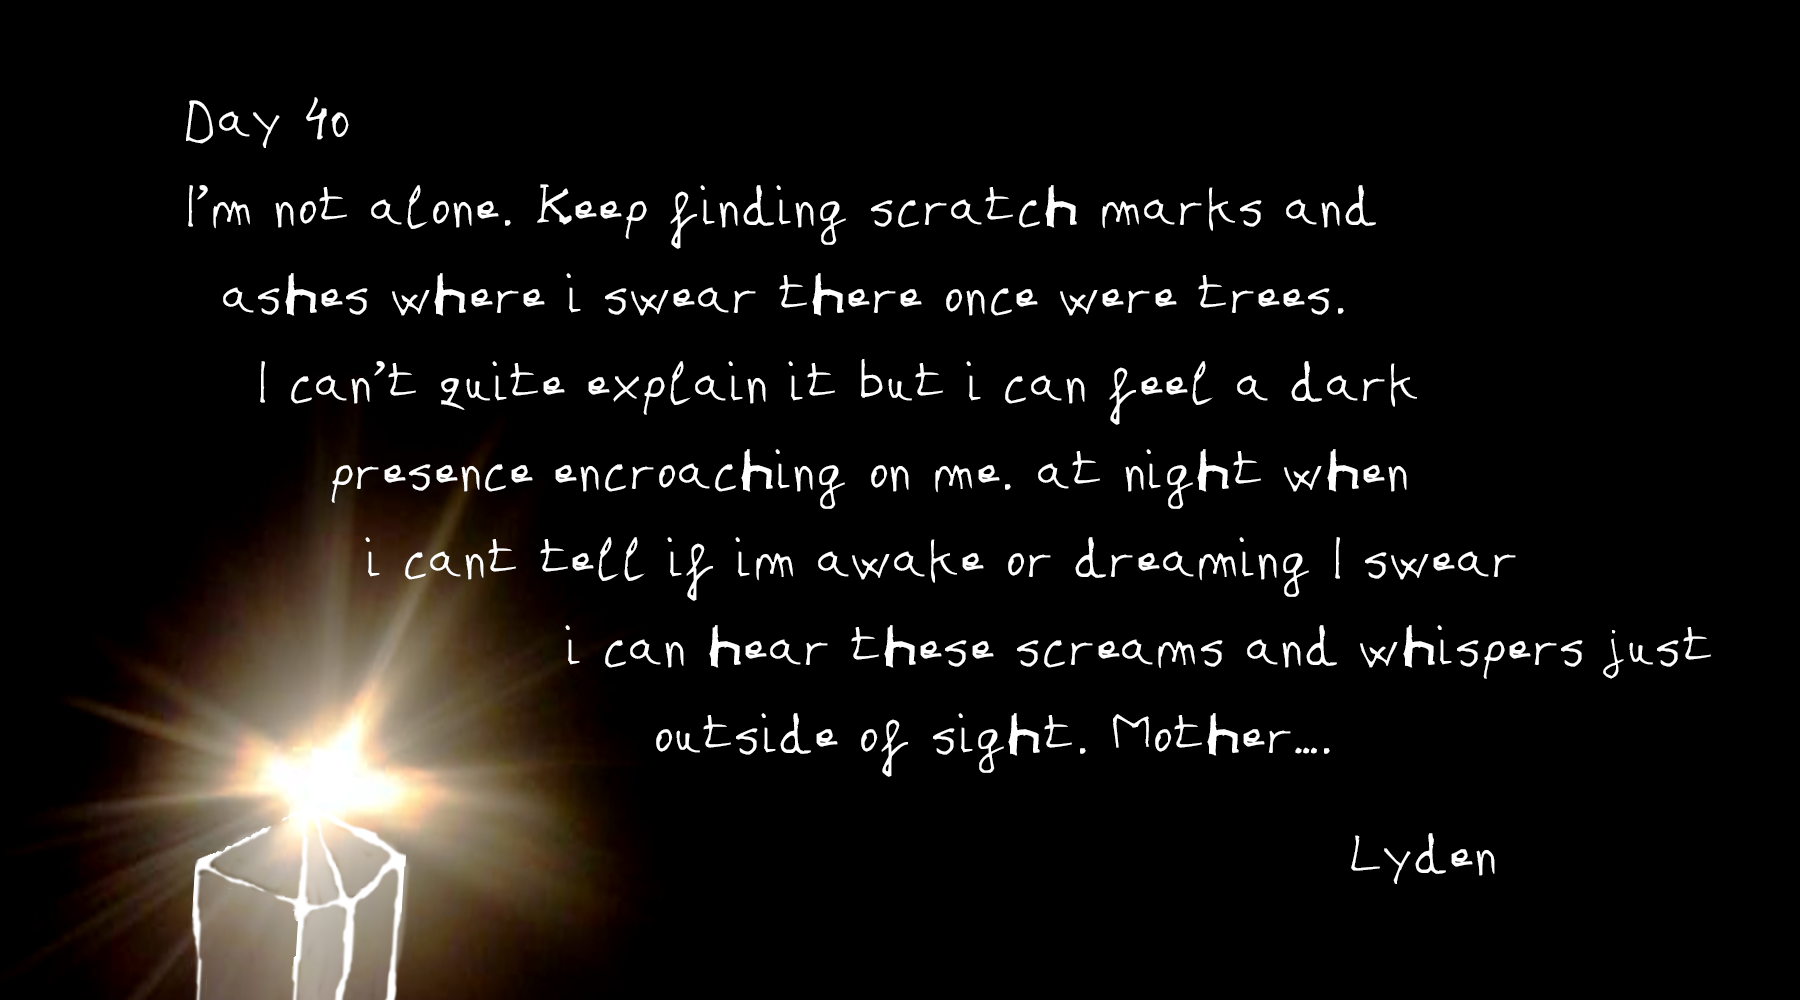 Day 40
I'm not alone. Keep finding scratch marks and
ashes where i swear there once were trees.
I can't quite explain it but i can feel a dark
presence encroaching on me. at night when
i cant tell if im awake or dreaming I swear
i can hear these screams and whispers just
outside of sight. Mother....
Lyden